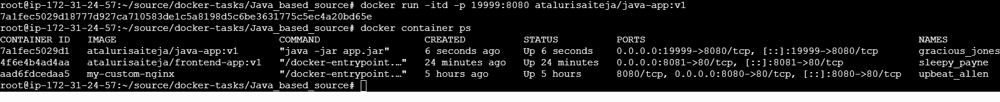 root@ip-172-31-24-57:~/source/docker-tasks/Java_based_source# docker run -itd -p 19999:8080 atalurisaiteja/java-app:v1
7a1fec5029d18777d927ca710583de1c5a8198d5c6be3631775c5ec4a20bd65e
root@ip-172-31-24-57:~/source/docker-tasks/Java_based_source# docker container ps
CONTAINER ID   IMAGE                             COMMAND                  CREATED          STATUS          PORTS                                               NAMES
7a1fec5029d1   atalurisaiteja/java-app:v1        "java -jar app.jar"      6 seconds ago    Up 6 seconds    0.0.0.0:19999->8080/tcp, [::]:19999->8080/tcp       gracious_jones
4f6e4b4ad4aa   atalurisaiteja/frontend-app:v1    "/docker-entrypoint.…"   24 minutes ago   Up 24 minutes   0.0.0.0:8081->80/tcp, [::]:8081->80/tcp             sleepy_payne
aad6fdcedaa5   my-custom-nginx                   "/docker-entrypoint.…"   5 hours ago      Up 5 hours      8080/tcp, 0.0.0.0:8080->80/tcp, [::]:8080->80/tcp   upbeat_allen
root@ip-172-31-24-57:~/source/docker-tasks/Java_based_source#